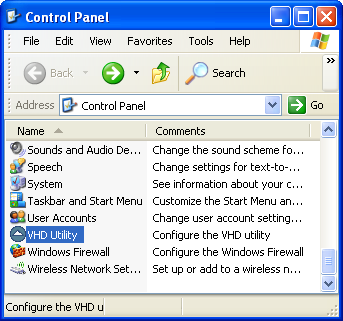 Control Panel
File Edit View Favorites Tools Help
Back Search
Address Control Panel Go
Name Comments
Sounds and Audio De... Change the sound scheme fo...
Speech Change settings for text-to-...
System See information about your c...
Taskbar and Start Menu Customize the Start Menu an...
User Accounts Change user account setting...
VHD Utility Configure the VHD utility
Windows Firewall Configure the Windows Firewall
Wireless Network Set... Set up or add to a wireless n...
Configure the VHD u